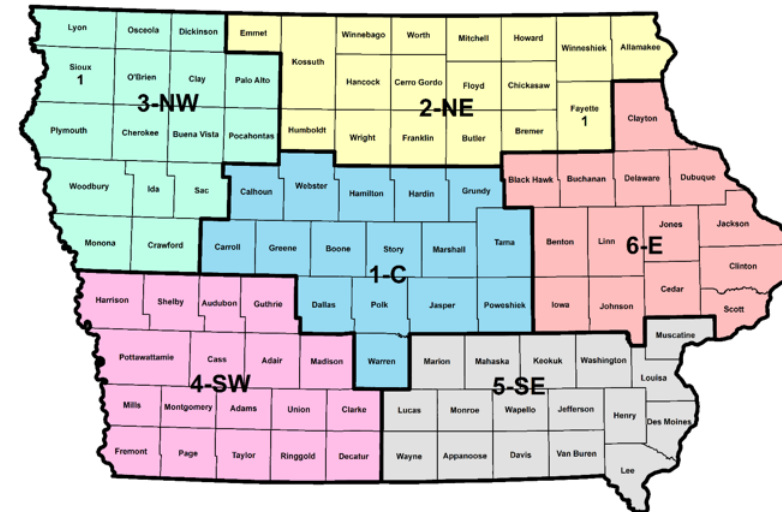 Lyon Osceola Dickinson Emmet Winnebago Worth Mitchell Howard Winneshiek Allamakee
Kossuth
Sioux
1
O'Brien Clay Palo Alto Hancock Cerro Gordo Floyd Chickasaw
3-NW
2-NE
Fayette
1
Clayton
Plymouth Cherokee Buena Vista Pocahontas Humboldt Wright Franklin Butler Bremer
Woodbury Ida Sac Calhoun Webster Hamilton Hardin Grundy Black Hawk Buchanan Delaware Dubuque
Monona Crawford Carroll Greene Boone Story Marshall Tama Benton Linn Jones Jackson
1-C
6-E
Clinton
Harrison Shelby Audubon Guthrie Dallas Polk Jasper Poweshiek Iowa Johnson Cedar Scott
Muscatine
Pottawattamie Cass Adair Madison Warren Marion Mahaska Keokuk Washington
Louisa
4-SW
5-SE
Mills Montgomery Adams Union Clarke Lucas Monroe Wapello Jefferson Henry Des Moines
Fremont Page Taylor Ringgold Decatur Wayne Appanoose Davis Van Buren Lee